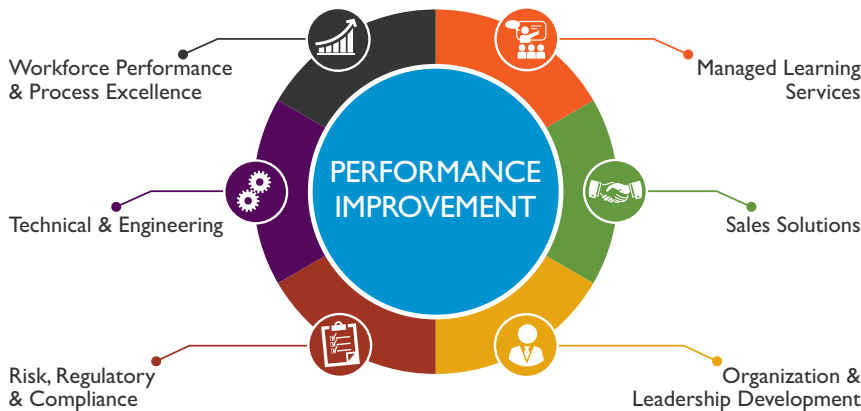 Workforce Performance
& Process Excellence
Managed Learning
Services
PERFORMANCE
IMPROVEMENT
Technical & Engineering
Sales Solutions
Risk, Regulatory
& Compliance
Organization &
Leadership Development